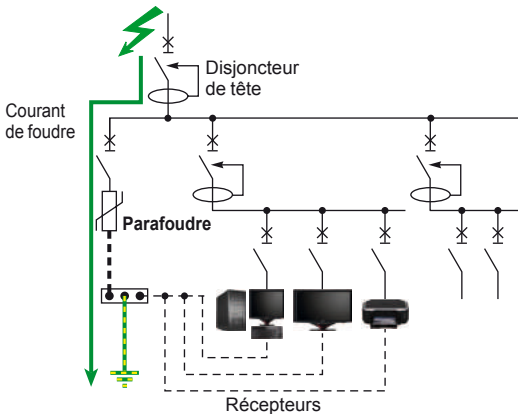 Disjoncteur
de tête
Courant
de foudre
Parafoudre
Récepteurs